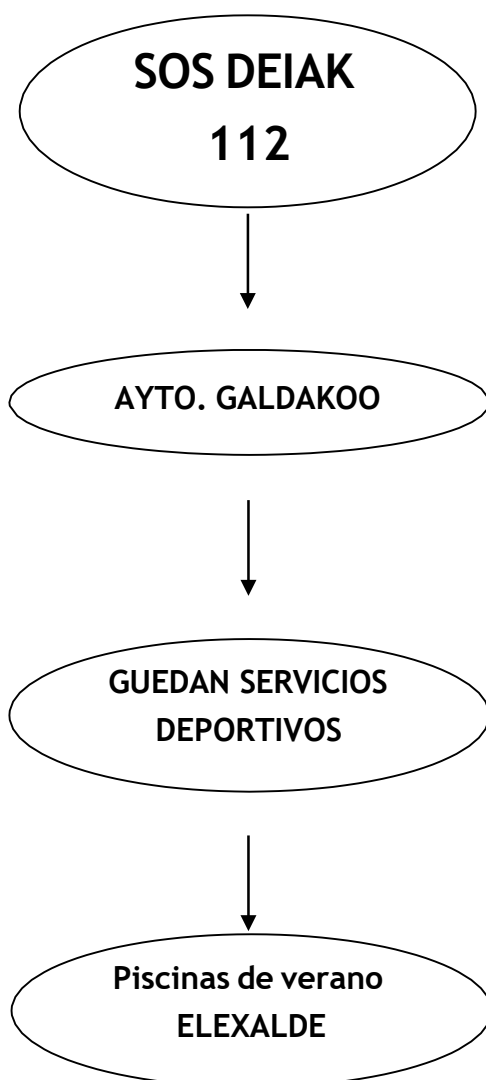 SOS DEIAK
112
AYTO. GALDAKOO
GUEDAN SERVICIOS
DEPORTIVOS
Piscinas de verano
ELEXALDE